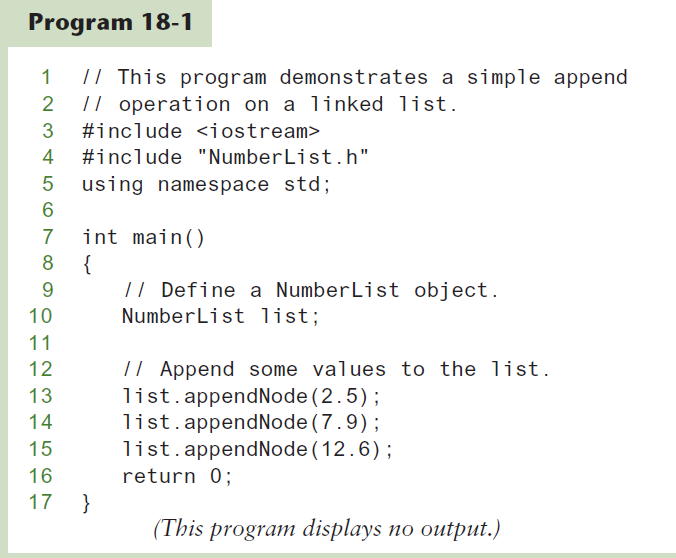 Program 18-1
1 // This program demonstrates a simple append
2 // operation on a linked list.
3 #include <iostream>
4 #include "NumberList.h"
5 using namespace std;
6
7 int main()
8 {
9 // Define a NumberList object.
10 NumberList list;
11
12 // Append some values to the list.
13 list.appendNode(2.5);
14 list.appendNode(7.9);
15 list.appendNode(12.6);
16 return 0;
17 }
(This program displays no output.)